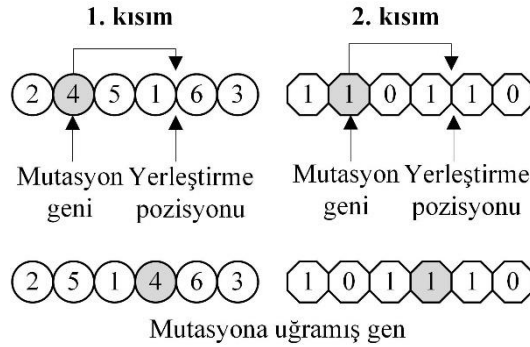 1. kısım 2. kısım
2 4 5 1 6 3 1 1 0 1 1 0
Mutasyon Yerleştirme Mutasyon Yerleştirme
geni pozisyonu geni pozisyonu
2 5 1 4 6 3 1 0 1 1 1 0
Mutasyona uğramış gen